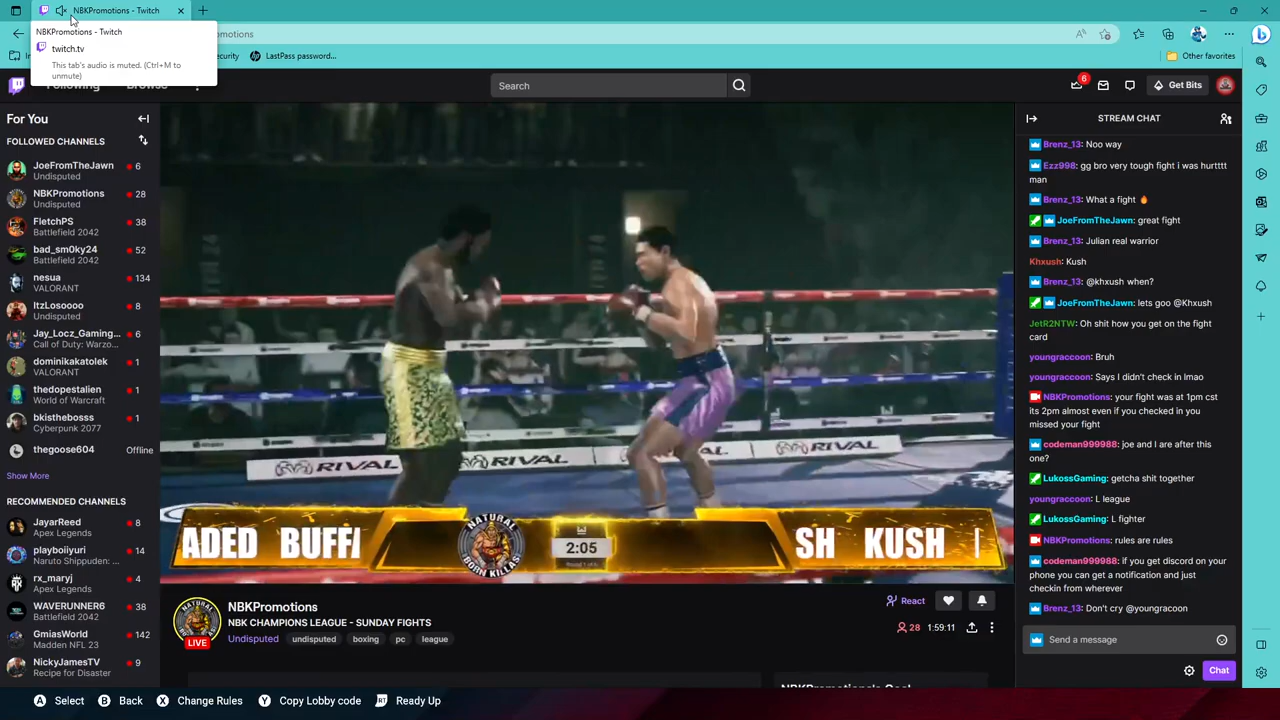 NBKPromotions - Twitch
NBKPromotions - Twitch
twitch.tv
This tab's audio is muted. (Ctrl+M to
unmute)
omotions
ecurity
LastPass password...
Other favorites
Search
6
Get Bits
For You
FOLLOWED CHANNELS
JoeFromTheJawn
6
Undisputed
NBKPromotions
28
Undisputed
FletchPS
38
Battlefield 2042
bad_sm0ky24
52
Battlefield 2042
nesua
134
VALORANT
ItzLosoooo
8
Undisputed
Jay_Locz_Gaming...
6
Call of Duty: Warzo...
dominikakatolek
1
VALORANT
thedopestalien
1
World of Warcraft
bkisthebosss
1
Cyberpunk 2077
thegoose604
Offline
Show More
RECOMMENDED CHANNELS
JayarReed
8
Apex Legends
playboiiyuri
14
Naruto Shippuden: ...
rx_maryj
4
Apex Legends
WAVERUNNER6
38
Battlefield 2042
GmiasWorld
142
Madden NFL 23
NickyJamesTV
9
Recipe for Disaster
RIVAL
RIVAL
RIVAL
ADED BUFFA
NATURAL
BORN KILLAS
2:05
SH KUSH
NBKPromotions
NBK CHAMPIONS LEAGUE - SUNDAY FIGHTS
Undisputed
undisputed
boxing
pc
league
LIVE
React
28
1:59:11
STREAM CHAT
Brenz_13: Noo way
Ezz998: gg bro very tough fight i was hurtttt
man
Brenz_13: What a fight 🔥
JoeFromTheJawn: great fight
Brenz_13: Julian real warrior
Khxush: Kush
Brenz_13: @khxush when?
JoeFromTheJawn: lets goo @Khxush
JetR2NTW: Oh shit how you get on the fight
card
youngraccoon: Bruh
youngraccoon: Says I didn't check in lmao
NBKPromotions: your fight was at 1pm cst
its 2pm almost even if you checked in you
missed your fight
codeman999988: joe and I are after this
one?
LukossGaming: getcha shit together
youngraccoon: L league
LukossGaming: L fighter
NBKPromotions: rules are rules
codeman999988: if you get discord on your
phone you can get a notification and just
checkin from wherever
Brenz_13: Don't cry @youngracoon
Send a message
Chat
A Select
B Back
X Change Rules
Y Copy Lobby code
RT Ready Up